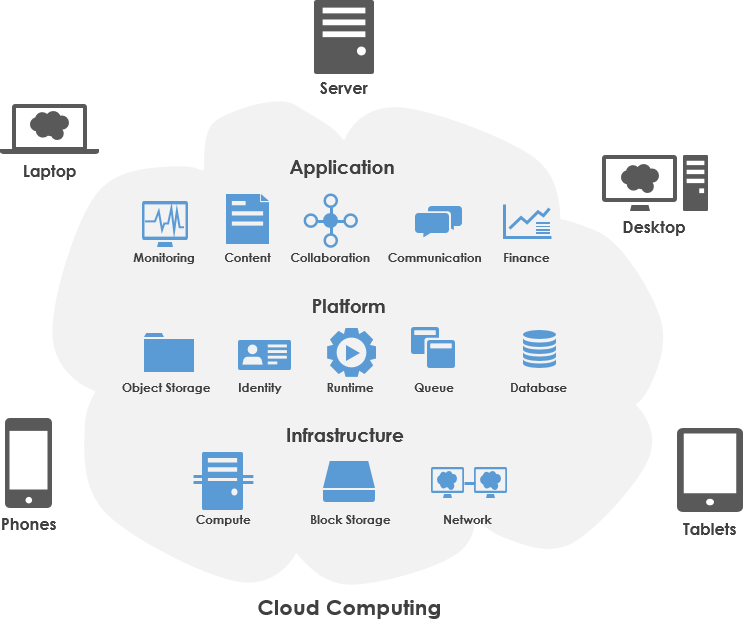 Server
Laptop
Application
Desktop
Monitoring
Content
Collaboration
Communication
Finance
Platform
Object Storage
Identity
Runtime
Queue
Database
Infrastructure
Phones
Compute
Block Storage
Network
Tablets
Cloud Computing